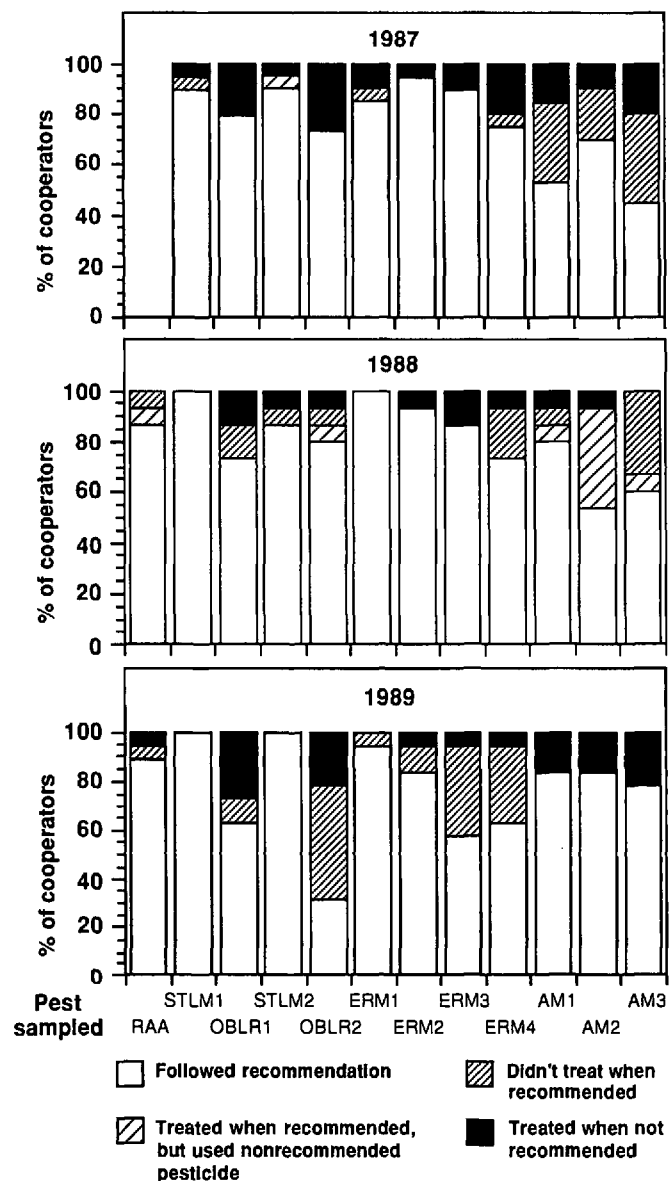 1987
100
80
60
40
20
0
% of cooperators
1988
100
80
60
40
20
0
% of cooperators
1989
100
80
60
40
20
0
% of cooperators
Pest sampled
STLM1 STLM2 ERM1 ERM3 AM1 AM3
RAA OBLR1 OBLR2 ERM2 ERM4 AM2
Followed recommendation
Didn't treat when
recommended
Treated when recommended,
but used nonrecommended
pesticide
Treated when not
recommended